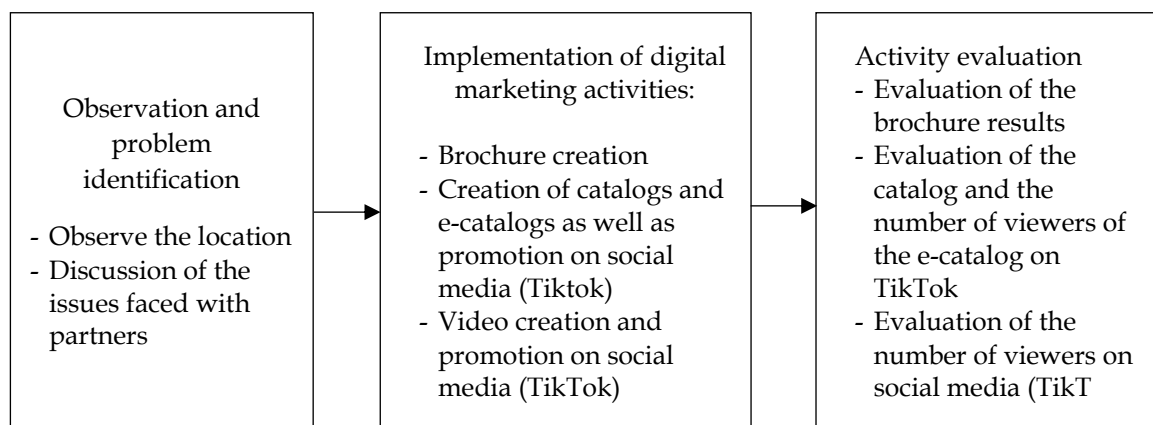 Observation and
problem
identification
- Observe the location
- Discussion of the
issues faced with
partners
Implementation of digital
marketing activities:
- Brochure creation
- Creation of catalogs and
e-catalogs as well as
promotion on social
media (Tiktok)
- Video creation and
promotion on social
media (TikTok)
Activity evaluation
- Evaluation of the
brochure results
- Evaluation of the
catalog and the
number of viewers of
the e-catalog on
TikTok
- Evaluation of the
number of viewers on
social media (TikT